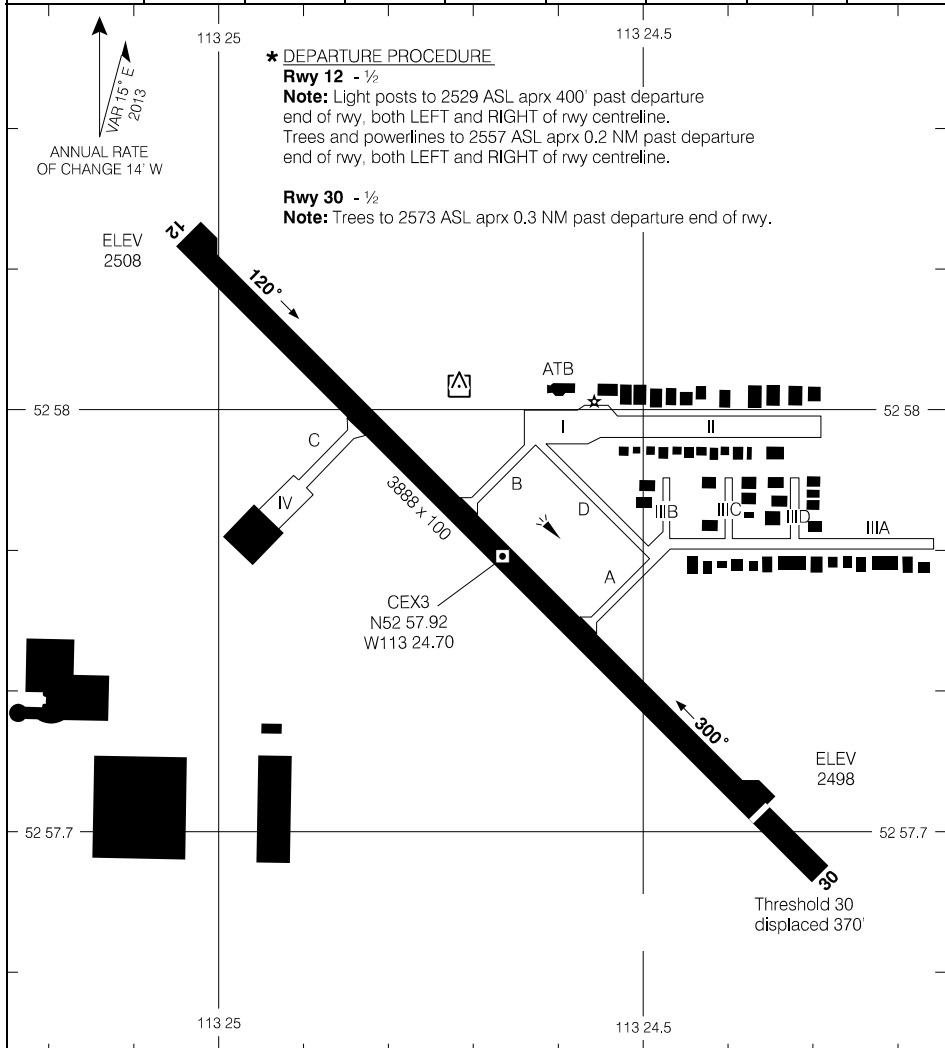 113 25
113 24.5
* DEPARTURE PROCEDURE
Rwy 12 - ½
Note: Light posts to 2529 ASL aprx 400' past departure
end of rwy, both LEFT and RIGHT of rwy centreline.
Trees and powerlines to 2557 ASL aprx 0.2 NM past departure
end of rwy, both LEFT and RIGHT of rwy centreline.
Rwy 30 - ½
Note: Trees to 2573 ASL aprx 0.3 NM past departure end of rwy.
VAR 15° E
2013
ANNUAL RATE
OF CHANGE 14' W
12
ELEV
2508
120°
ATB
52 58
52 58
C
I
II
B
3888 x 100
IV
D
IIIB
IIIC
IIID
IIIA
A
CEX3
N52 57.92
W113 24.70
300°
ELEV
2498
52 57.7
52 57.7
30
Threshold 30
displaced 370'
113 25
113 24.5